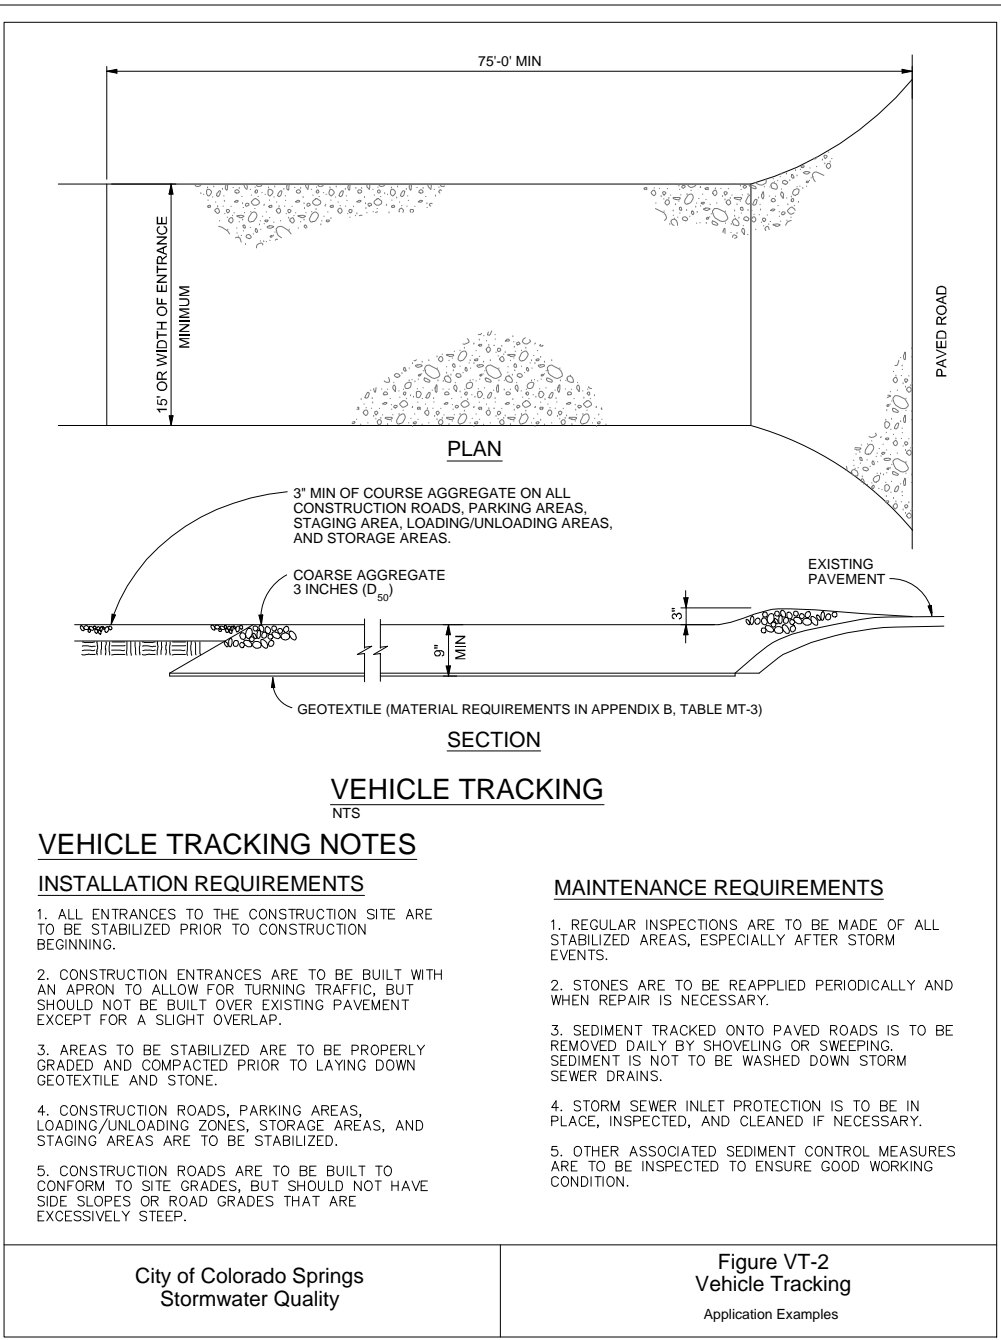 75'-0' MIN
15' OR WIDTH OF ENTRANCE
MINIMUM
PAVED ROAD
PLAN
3" MIN OF COURSE AGGREGATE ON ALL
CONSTRUCTION ROADS, PARKING AREAS,
STAGING AREA, LOADING/UNLOADING AREAS,
AND STORAGE AREAS.
COARSE AGGREGATE
3 INCHES (D50)
EXISTING
PAVEMENT
3"
9"
MIN
GEOTEXTILE (MATERIAL REQUIREMENTS IN APPENDIX B, TABLE MT-3)
SECTION
VEHICLE TRACKING
NTS
VEHICLE TRACKING NOTES
INSTALLATION REQUIREMENTS
1. ALL ENTRANCES TO THE CONSTRUCTION SITE ARE
TO BE STABILIZED PRIOR TO CONSTRUCTION
BEGINNING.
2. CONSTRUCTION ENTRANCES ARE TO BE BUILT WITH
AN APRON TO ALLOW FOR TURNING TRAFFIC, BUT
SHOULD NOT BE BUILT OVER EXISTING PAVEMENT
EXCEPT FOR A SLIGHT OVERLAP.
3. AREAS TO BE STABILIZED ARE TO BE PROPERLY
GRADED AND COMPACTED PRIOR TO LAYING DOWN
GEOTEXTILE AND STONE.
4. CONSTRUCTION ROADS, PARKING AREAS,
LOADING/UNLOADING ZONES, STORAGE AREAS, AND
STAGING AREAS ARE TO BE STABILIZED.
5. CONSTRUCTION ROADS ARE TO BE BUILT TO
CONFORM TO SITE GRADES, BUT SHOULD NOT HAVE
SIDE SLOPES OR ROAD GRADES THAT ARE
EXCESSIVELY STEEP.
MAINTENANCE REQUIREMENTS
1. REGULAR INSPECTIONS ARE TO BE MADE OF ALL
STABILIZED AREAS, ESPECIALLY AFTER STORM
EVENTS.
2. STONES ARE TO BE REAPPLIED PERIODICALLY AND
WHEN REPAIR IS NECESSARY.
3. SEDIMENT TRACKED ONTO PAVED ROADS IS TO BE
REMOVED DAILY BY SHOVELING OR SWEEPING.
SEDIMENT IS NOT TO BE WASHED DOWN STORM
SEWER DRAINS.
4. STORM SEWER INLET PROTECTION IS TO BE IN
PLACE, INSPECTED, AND CLEANED IF NECESSARY.
5. OTHER ASSOCIATED SEDIMENT CONTROL MEASURES
ARE TO BE INSPECTED TO ENSURE GOOD WORKING
CONDITION.
City of Colorado Springs
Stormwater Quality
Figure VT-2
Vehicle Tracking
Application Examples